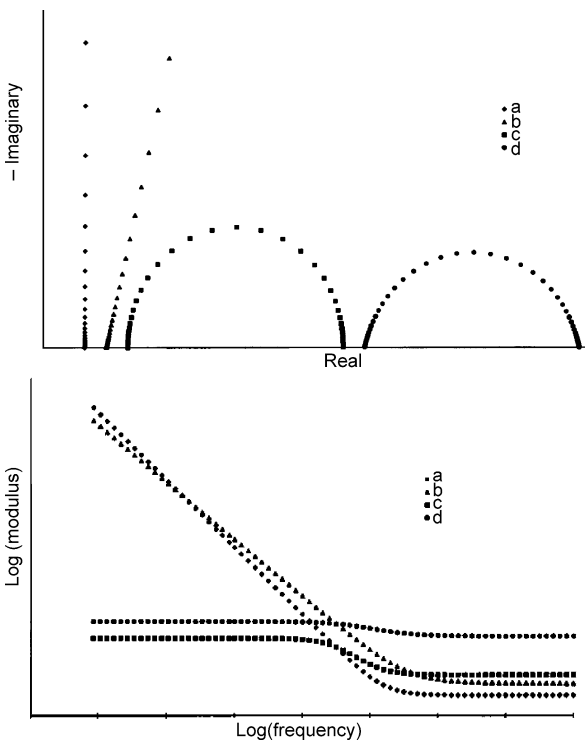 – Imaginary
a
b
c
d
Real
Log (modulus)
a
b
c
d
Log(frequency)